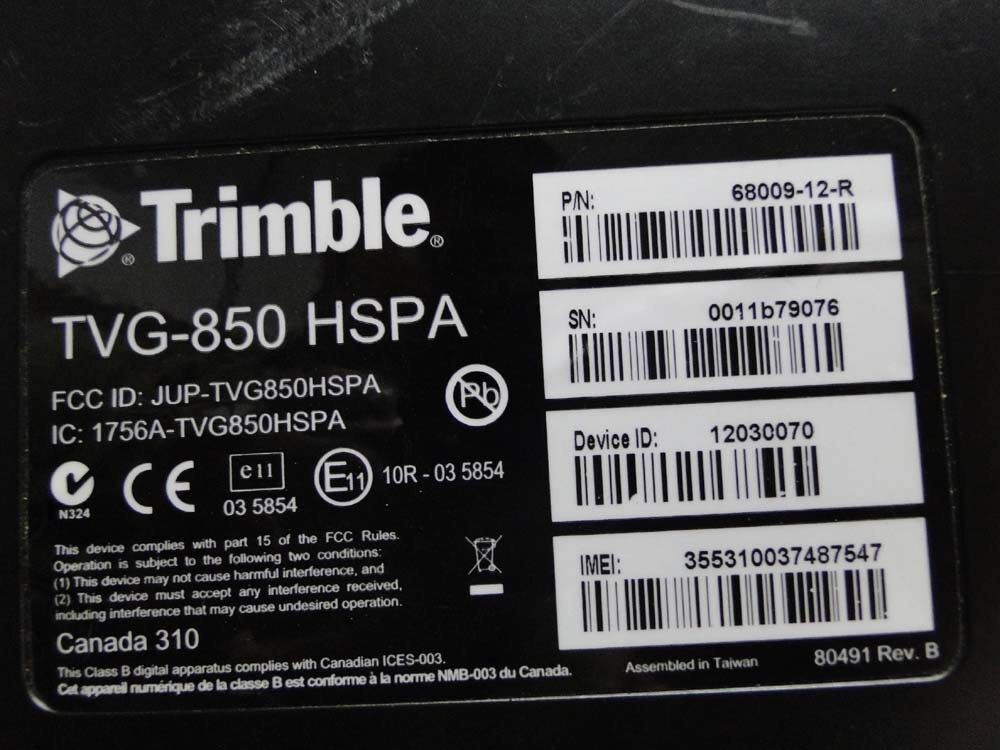 Trimble®
®
TVG-850 HSPA
FCC ID: JUP-TVG850HSPA
IC: 1756A-TVG850HSPA
Pb
N324
CE
e11
03 5854
E11
10R - 03 5854
This device complies with part 15 of the FCC Rules.
Operation is subject to the following two conditions:
(1) This device may not cause harmful interference, and
(2) This device must accept any interference received,
including interference that may cause undesired operation.
Canada 310
This Class B digital apparatus complies with Canadian ICES-003.
Cet appareil numérique de la classe B est conforme à la norme NMB-003 du Canada.
P/N: 68009-12-R
SN: 0011b79076
Device ID: 12030070
IMEI: 355310037487547
Assembled in Taiwan
80491 Rev. B